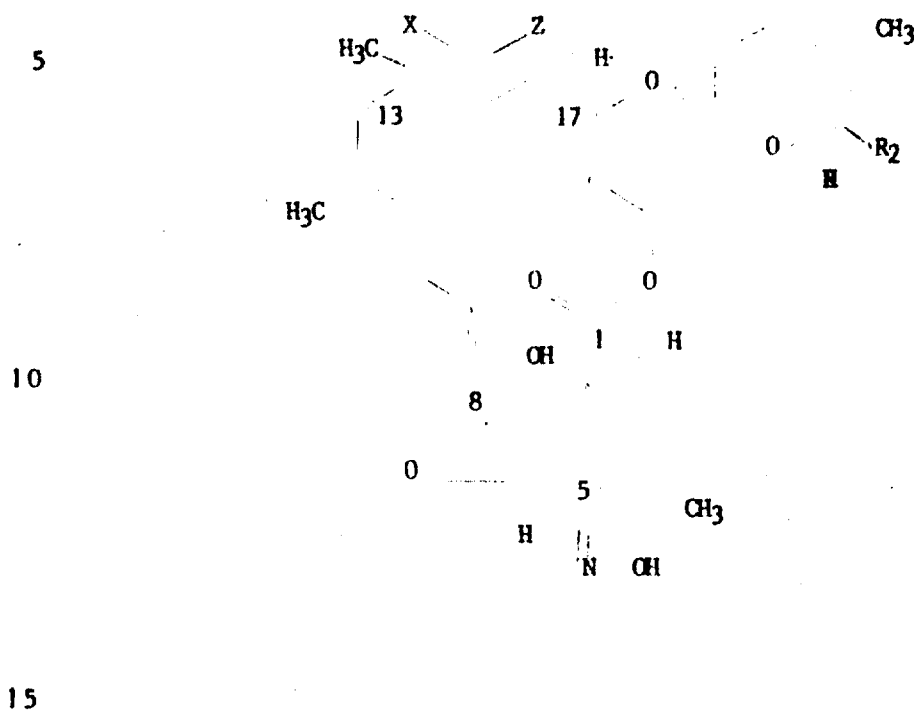 X Z CH3
5 H3C H
O
13 17
O R2
H
H3C
O O
OH 1 H
10
8
O
5
CH3
H
N OH
15